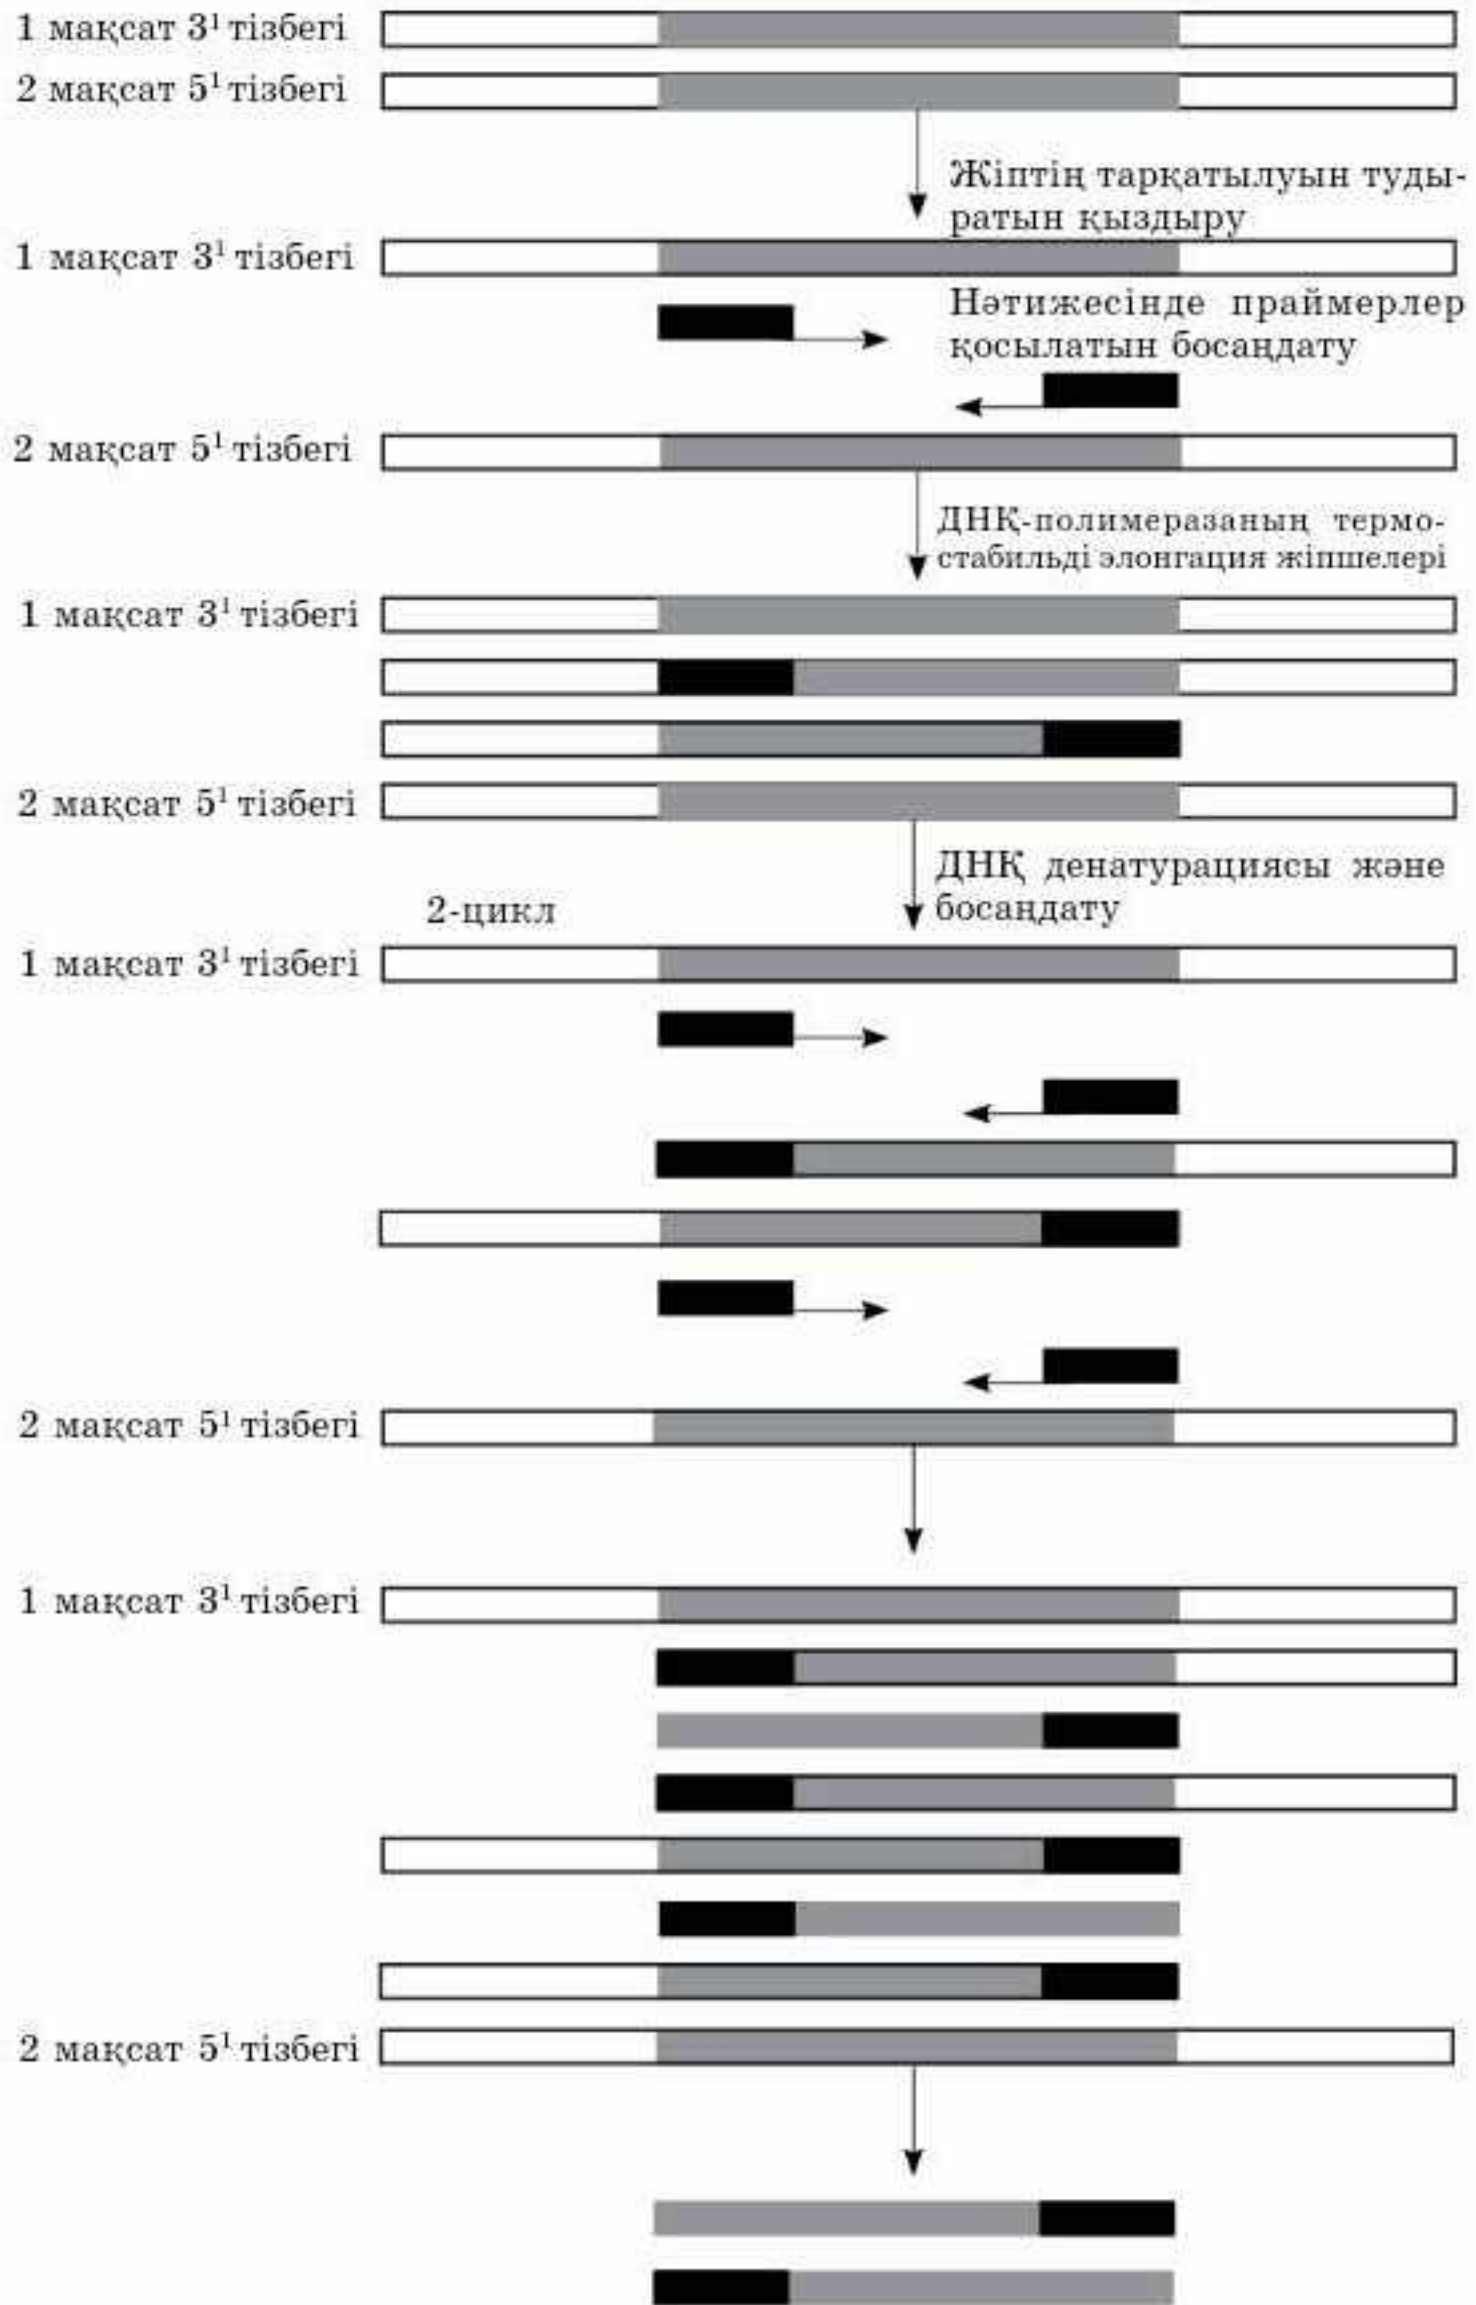 1 мақсат 3¹ тізбегі
2 мақсат 5¹ тізбегі
Жіптің тарқатылуын туды-
ратын қыздыру
1 мақсат 3¹ тізбегі
Нәтижесінде праймерлер
қосылатын босаңдату
2 мақсат 5¹ тізбегі
ДНҚ-полимеразаның термо-
стабильді элонгация жіпшелері
1 мақсат 3¹ тізбегі
2 мақсат 5¹ тізбегі
ДНҚ денатурациясы және
босаңдату
2-цикл
1 мақсат 3¹ тізбегі
2 мақсат 5¹ тізбегі
1 мақсат 3¹ тізбегі
2 мақсат 5¹ тізбегі